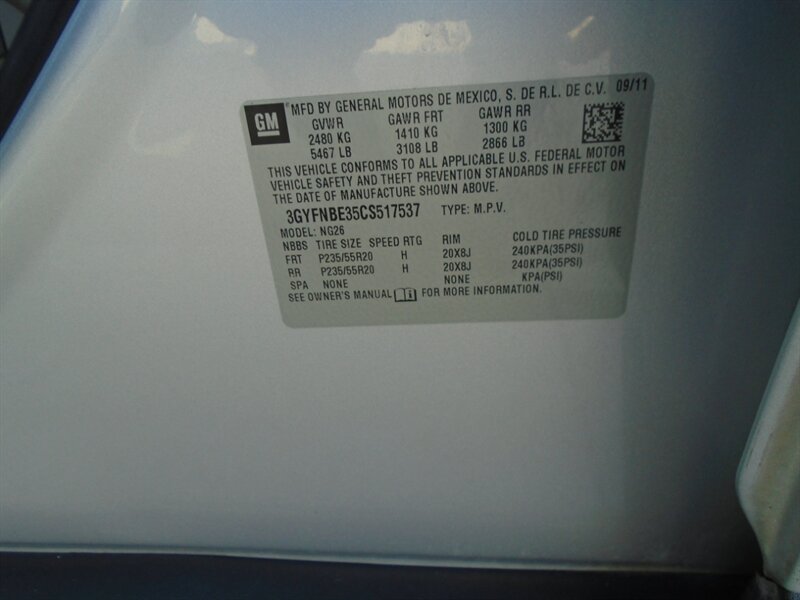 MFD BY GENERAL MOTORS DE MEXICO, S. DE R.L. DE C.V. 09/11
GM
GVWR GAWR FRT GAWR RR
2480 KG 1410 KG 1300 KG
5467 LB 3108 LB 2866 LB
THIS VEHICLE CONFORMS TO ALL APPLICABLE U.S. FEDERAL MOTOR
VEHICLE SAFETY AND THEFT PREVENTION STANDARDS IN EFFECT ON
THE DATE OF MANUFACTURE SHOWN ABOVE.
3GYFNBE35CS517537 TYPE: M.P.V.
MODEL: NG26
NBBS TIRE SIZE SPEED RTG RIM COLD TIRE PRESSURE
FRT P235/55R20 H 20X8J 240KPA(35PSI)
RR P235/55R20 H 20X8J 240KPA(35PSI)
SPA NONE NONE KPA(PSI)
SEE OWNER'S MANUAL FOR MORE INFORMATION.